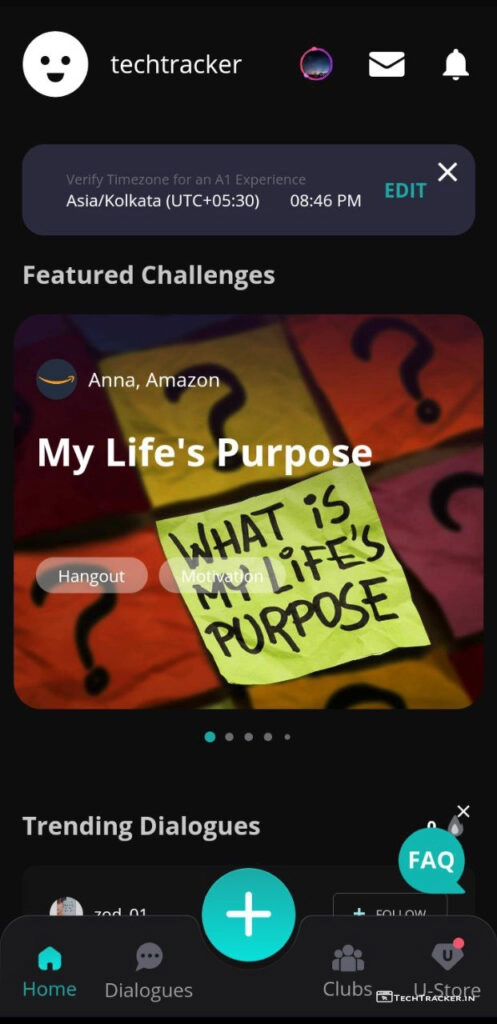 techtracker
Verify Timezone for an A1 Experience
Asia/Kolkata (UTC+05:30) 08:46 PM EDIT
Featured Challenges
Anna, Amazon
My Life's Purpose
WHAT iS
MY LiFE'S
PURPOSE
Hangout Motivation
Trending Dialogues
FAQ
zod_01 + FOLLOW
Home Dialogues Clubs U-Store
TECHTRACKER.IN